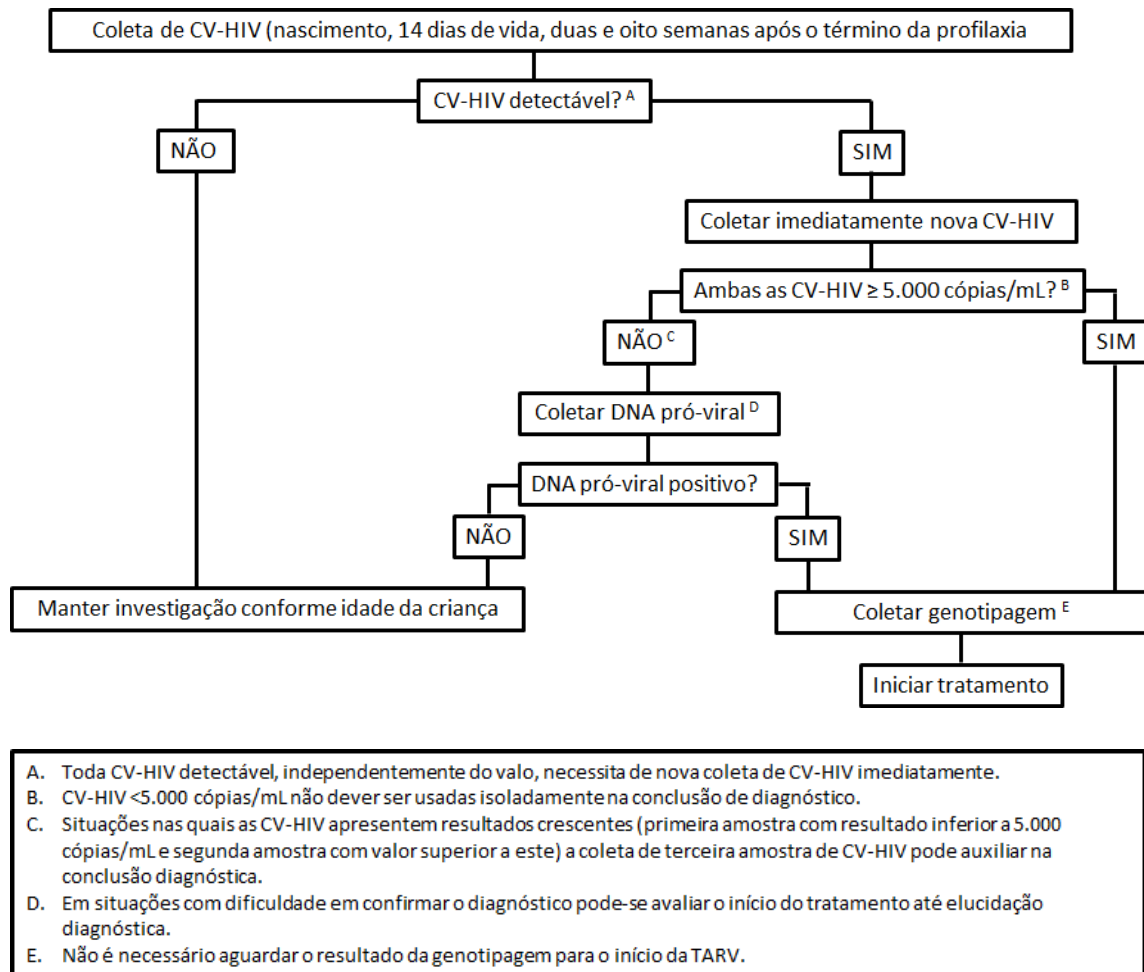 Coleta de CV-HIV (nascimento, 14 dias de vida, duas e oito semanas após o término da profilaxia
CV-HIV detectável? A
NÃO
SIM
Coletar imediatamente nova CV-HIV
Ambas as CV-HIV ≥ 5.000 cópias/mL? B
NÃO C
SIM
Coletar DNA pró-viral D
DNA pró-viral positivo?
NÃO
SIM
Manter investigação conforme idade da criança
Coletar genotipagem E
Iniciar tratamento
A. Toda CV-HIV detectável, independentemente do valo, necessita de nova coleta de CV-HIV imediatamente.
B. CV-HIV <5.000 cópias/mL não dever ser usadas isoladamente na conclusão de diagnóstico.
C. Situações nas quais as CV-HIV apresentem resultados crescentes (primeira amostra com resultado inferior a 5.000
cópias/mL e segunda amostra com valor superior a este) a coleta de terceira amostra de CV-HIV pode auxiliar na
conclusão diagnóstica.
D. Em situações com dificuldade em confirmar o diagnóstico pode-se avaliar o início do tratamento até elucidação
diagnóstica.
E. Não é necessário aguardar o resultado da genotipagem para o início da TARV.